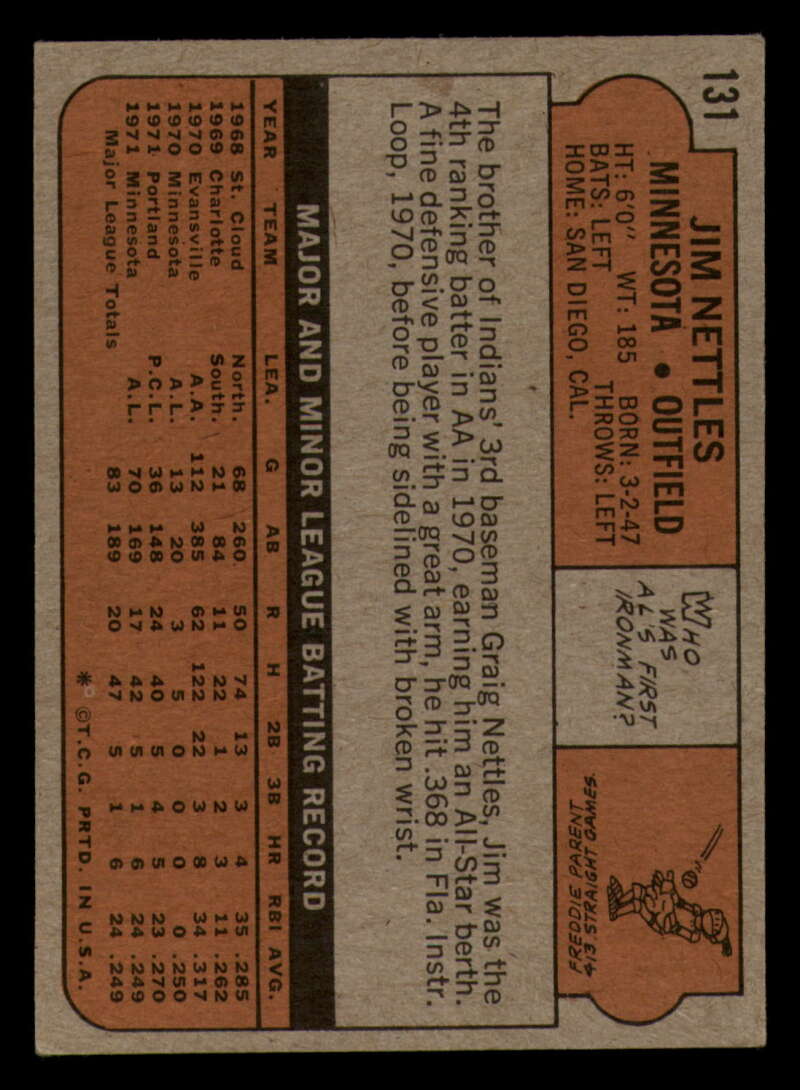 131
JIM NETTLES
MINNESOTA • OUTFIELD
HT: 6'0" WT: 185 BORN: 3-2-47
BATS: LEFT THROWS: LEFT
HOME: SAN DIEGO, CAL.
WHO
WAS
AL'S FIRST
IRONMAN?
FREDDIE PARENT
413 STRAIGHT GAMES
The brother of Indians' 3rd baseman Graig Nettles, Jim was the
4th ranking batter in AA in 1970, earning him an All-Star berth.
A fine defensive player with a great arm, he hit .368 in Fla. Instr.
Loop, 1970, before being sidelined with broken wrist.
MAJOR AND MINOR LEAGUE BATTING RECORD
YEAR TEAM LEA. G AB R H 2B 3B HR RBI AVG.
1968 St. Cloud North. 68 260 50 74 13 3 4 35 .285
1969 Charlotte South. 21 84 11 22 1 2 3 11 .262
1970 Evansville A.A. 112 385 62 122 22 3 8 34 .317
1970 Minnesota A.L. 13 20 3 5 0 0 0 0 .250
1971 Portland P.C.L. 36 148 24 40 5 4 5 23 .270
1971 Minnesota A.L. 70 169 17 42 5 1 6 24 .249
Major League Totals 83 189 20 47 5 1 6 24 .249
* ©T.C.G. PRTD. IN U.S.A.